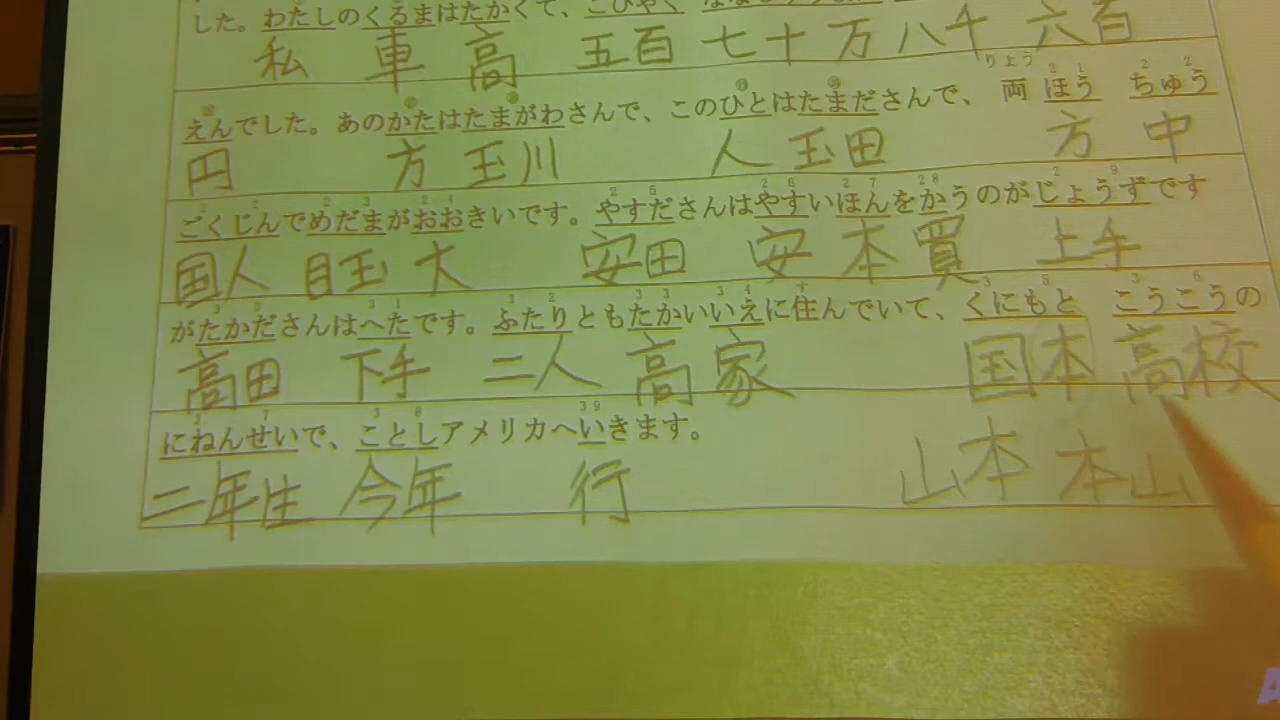 した。わたしのくるまはたかくて、ごひゃく
私 車 高 五百 七十 万 八千 六百
えんでした。あのかたはたまがわさんで、このひとはたまださんで、両 ほう ちゅう
りょう
円 方 玉川 人 玉田 方 中
ごくじんでめだまがおおきいです。やすださんはやすいほんをかうのがじょうずです
国人 目玉 大 安田 安 本 買 上手
がたかださんはへたです。ふたりともたかいいえに住んでいて、くにもと こうこうの
す
高田 下手 二人 高 家 国本 高校
にねんせいで、ことしアメリカへいきます。
二年生 今年 行 山本 本山